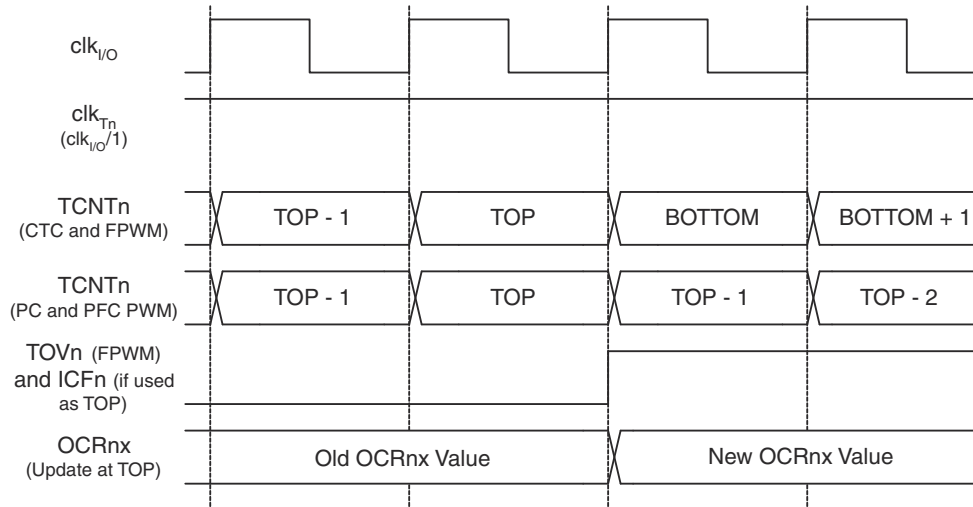 clkI/O
clkTn
(clkI/O/1)
TCNTn
(CTC and FPWM)
TOP - 1
TOP
BOTTOM
BOTTOM + 1
TCNTn
(PC and PFC PWM)
TOP - 1
TOP
TOP - 1
TOP - 2
TOVn (FPWM)
and ICFn (if used
as TOP)
OCRnx
(Update at TOP)
Old OCRnx Value
New OCRnx Value